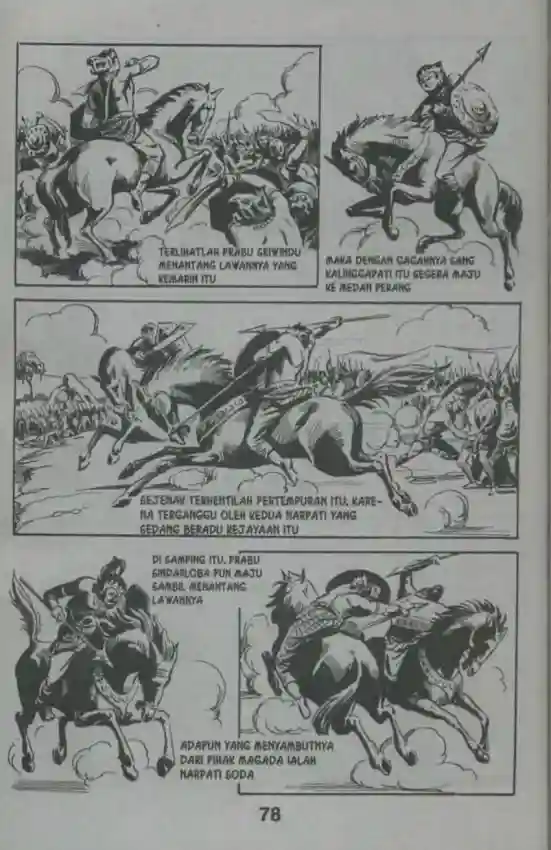 TERLIHATLAH PRABU SRIWINDU
MENANTANG LAWANNYA YANG
KEMARIN ITU
MAKA DENGAN GAGAHNYA SANG
KALINGGAPATI ITU SEGERA MAJU
KE MEDAN PERANG
SEJENAK TERHENTILAH PERTEMPURAN ITU, KARE-
NA TERGANGGU OLEH KEDUA NARPATI YANG
SEDANG BERADU KEJAYAAN ITU
DI SAMPING ITU, PRABU
SINDARLOBA PUN MAJU
SAMBIL MENANTANG
LAWANNYA
ADAPUN YANG MENYAMBUTNYA
DARI PIHAK MAGADA IALAH
NARPATI SODA
78